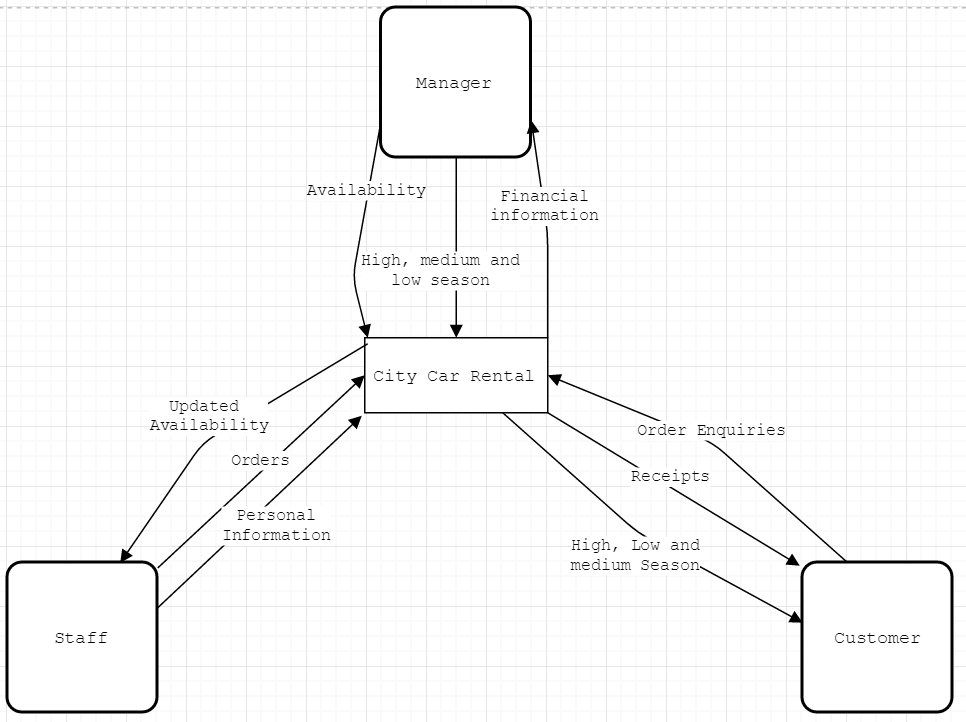 Manager
Availability
Financial
information
High, medium and
low season
City Car Rental
Updated
Availability
Order Enquiries
Orders
Receipts
Personal
Information
High, Low and
medium Season
Staff
Customer